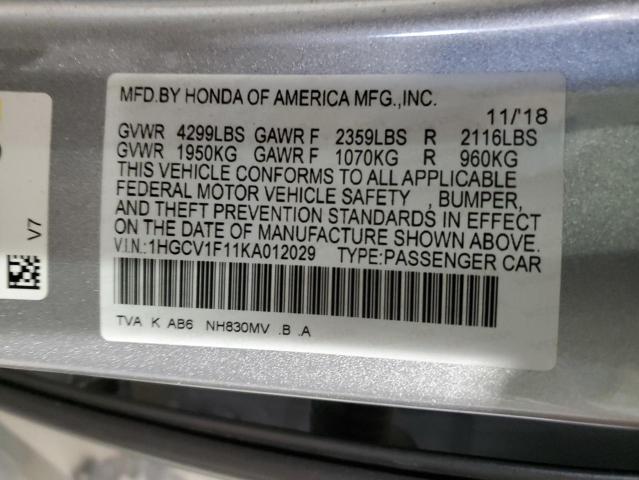 MFD.BY HONDA OF AMERICA MFG.,INC.
11/'18
GVWR 4299LBS GAWR F 2359LBS R 2116LBS
GVWR 1950KG GAWR F 1070KG R 960KG
THIS VEHICLE CONFORMS TO ALL APPLICABLE
FEDERAL MOTOR VEHICLE SAFETY , BUMPER,
AND THEFT PREVENTION STANDARDS IN EFFECT
ON THE DATE OF MANUFACTURE SHOWN ABOVE.
V.I.N.:1HGCV1F11KA012029 TYPE:PASSENGER CAR
TVA K AB6 NH830MV .B .A
V7